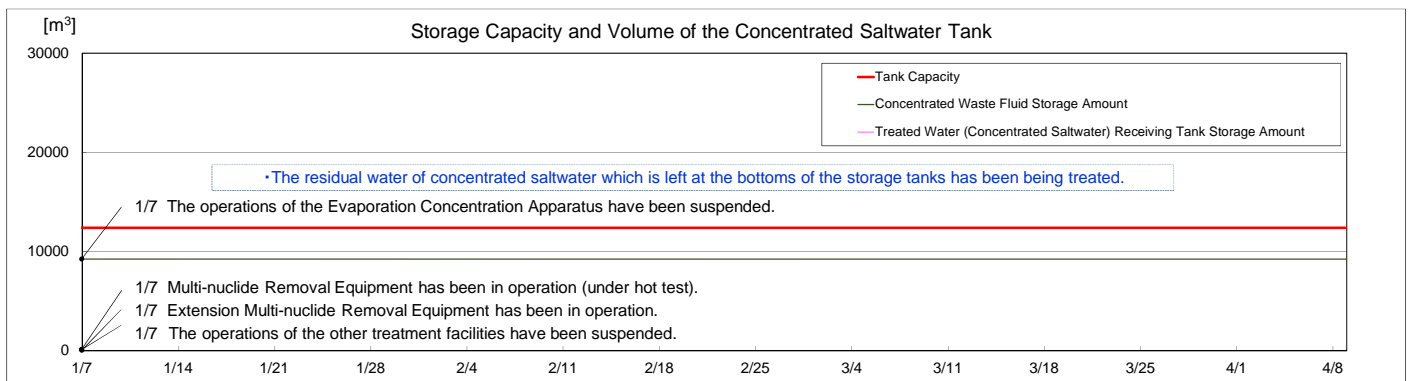 [m³]
Storage Capacity and Volume of the Concentrated Saltwater Tank
30000
Tank Capacity
Concentrated Waste Fluid Storage Amount
Treated Water (Concentrated Saltwater) Receiving Tank Storage Amount
20000
・The residual water of concentrated saltwater which is left at the bottoms of the storage tanks has been being treated.
1/7 The operations of the Evaporation Concentration Apparatus have been suspended.
10000
1/7 Multi-nuclide Removal Equipment has been in operation (under hot test).
1/7 Extension Multi-nuclide Removal Equipment has been in operation.
1/7 The operations of the other treatment facilities have been suspended.
0
1/7 1/14 1/21 1/28 2/4 2/11 2/18 2/25 3/4 3/11 3/18 3/25 4/1 4/8